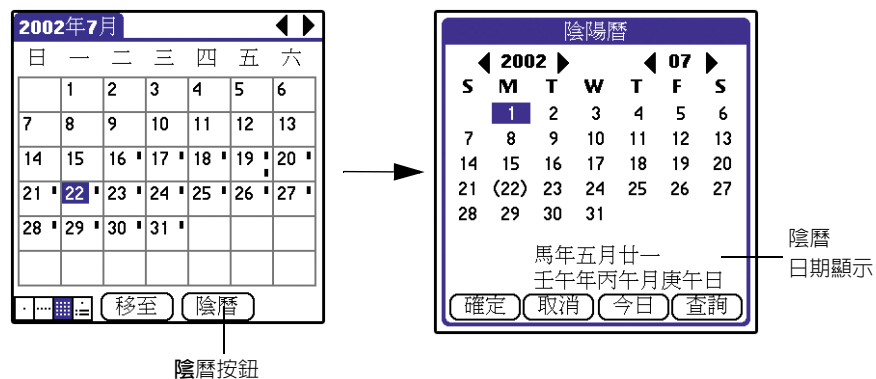 2002年7月
日 一 二 三 四 五 六
1 2 3 4 5 6
7 8 9 10 11 12 13
14 15 16 17 18 19 20
21 22 23 24 25 26 27
28 29 30 31
移至 陰曆
陰曆按鈕
陰陽曆
2002 07
S M T W T F S
1 2 3 4 5 6
7 8 9 10 11 12 13
14 15 16 17 18 19 20
21 (22) 23 24 25 26 27
28 29 30 31
馬年五月廿一
壬午年丙午月庚午日
確定 取消 今日 查詢
陰曆
日期顯示